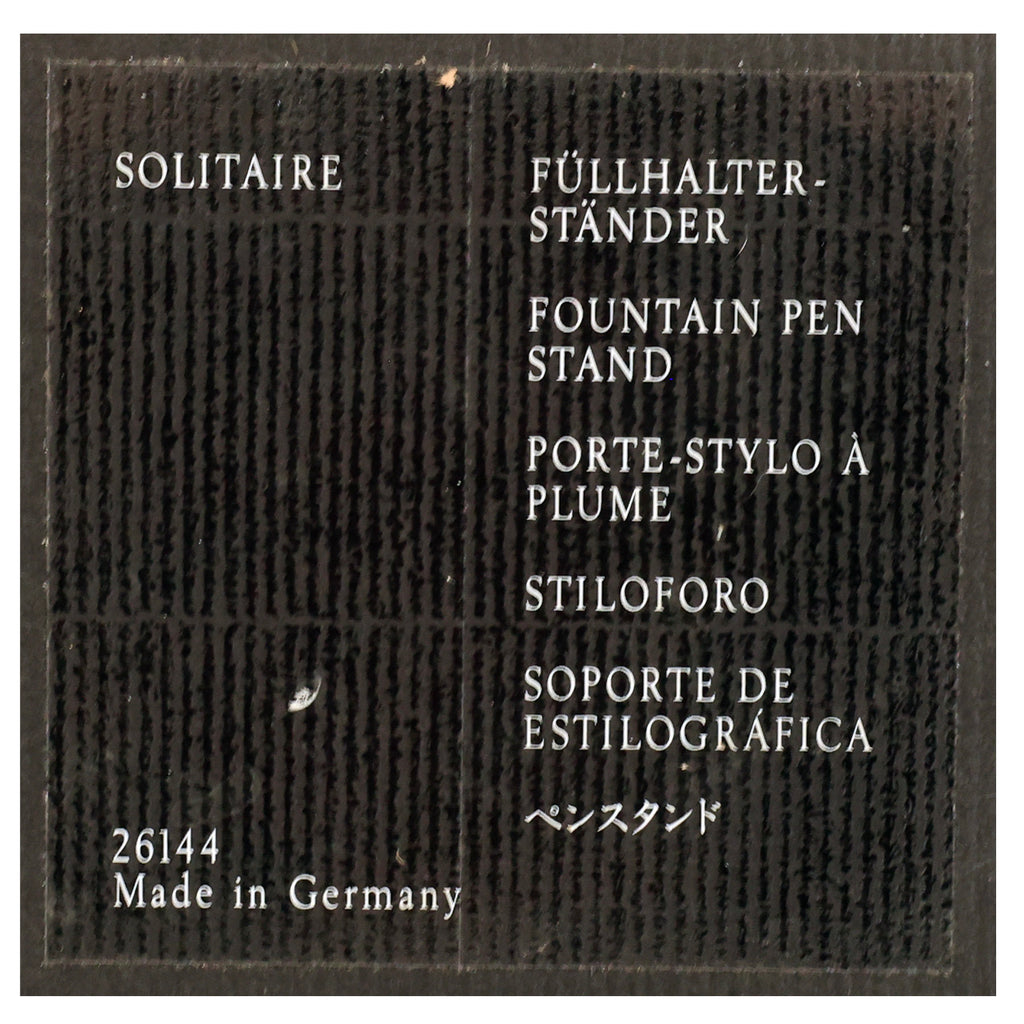 SOLITAIRE
FÜLLHALTER-
STÄNDER
FOUNTAIN PEN
STAND
PORTE-STYLO À
PLUME
STILOFORO
SOPORTE DE
ESTILOGRÁFICA
ペンスタンド
26144
Made in Germany